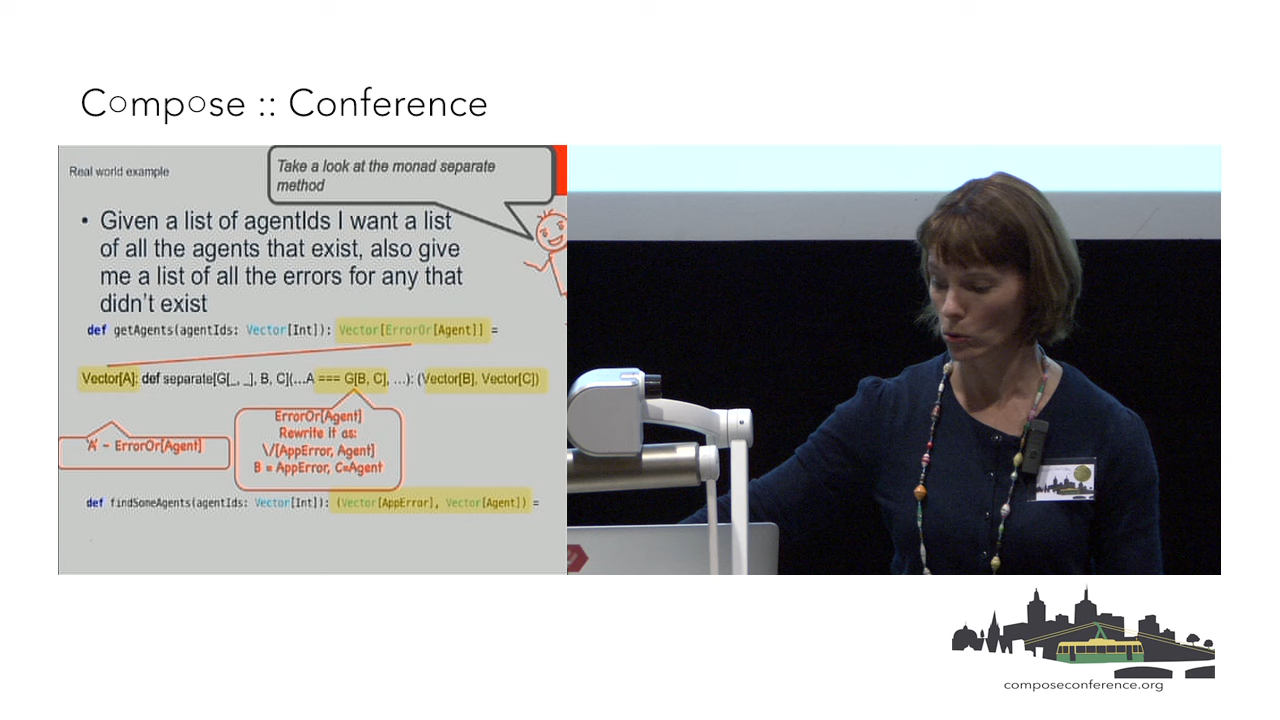 Compose :: Conference
Real world example
Take a look at the monad separate
method
• Given a list of agentIds I want a list
of all the agents that exist, also give
me a list of all the errors for any that
didn't exist
def getAgents(agentIds: Vector[Int]): Vector[ErrorOr[Agent]] =
Vector[A]: def separate[G[_, _], B, C](...A === G[B, C], ...): (Vector[B], Vector[C])
'A' - ErrorOr[Agent]
ErrorOr[Agent]
Rewrite it as:
\/[AppError, Agent]
B = AppError, C=Agent
def findSomeAgents(agentIds: Vector[Int]): (Vector[AppError], Vector[Agent]) =
composeconference.org